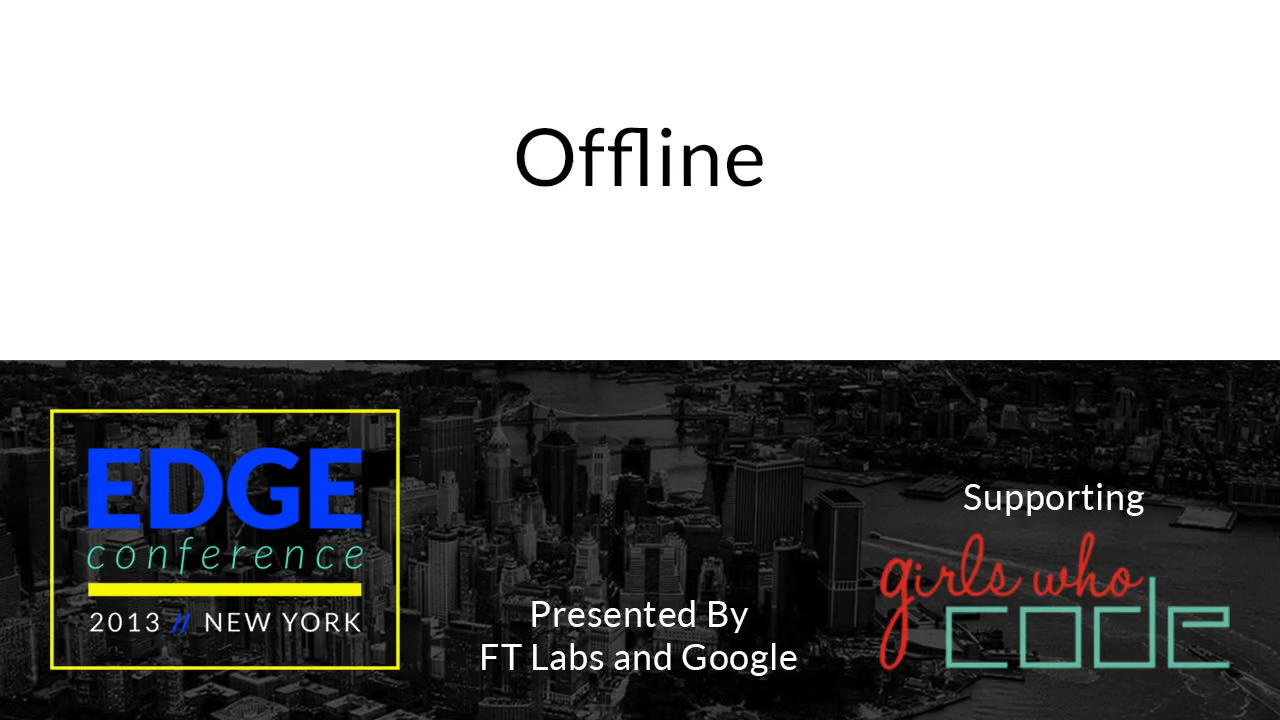 Offline
EDGE
conference
2013 // NEW YORK
Presented By
FT Labs and Google
Supporting
girls who
code